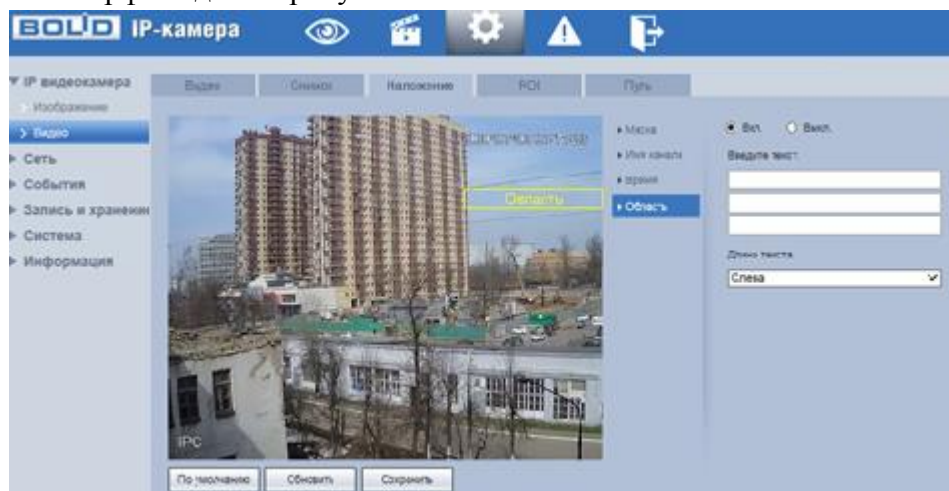 BOLID IP-камера
IP видеокамера
Изображение
Видео
Сеть
События
Запись и хранени
Система
Информация
Видео
Снимок
Наложение
ROI
Путь
Область
IPC
Маска
Имя канала
Время
Область
Вкл. Выкл.
Введите текст:
Длина текста
Слева
По умолчанию Обновить Сохранить